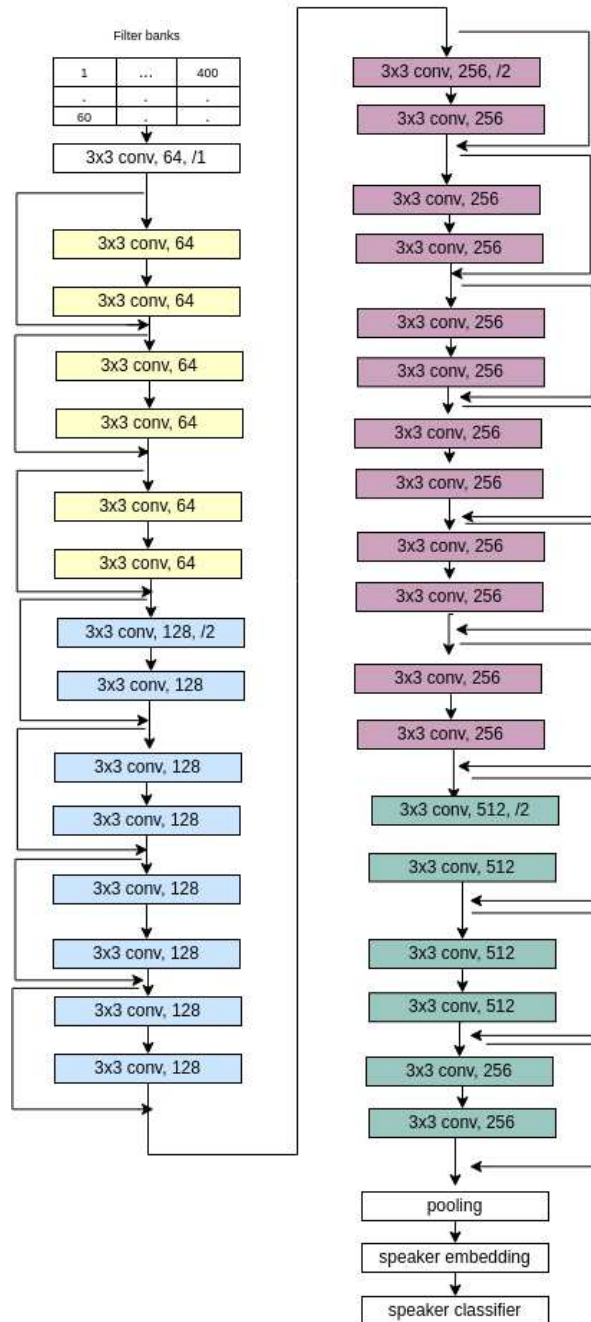 Filter banks
1 ... 400
. . .
60 . .
3x3 conv, 64, /1
3x3 conv, 64
3x3 conv, 64
3x3 conv, 64
3x3 conv, 64
3x3 conv, 64
3x3 conv, 64
3x3 conv, 128, /2
3x3 conv, 128
3x3 conv, 128
3x3 conv, 128
3x3 conv, 128
3x3 conv, 128
3x3 conv, 128
3x3 conv, 128
3x3 conv, 256, /2
3x3 conv, 256
3x3 conv, 256
3x3 conv, 256
3x3 conv, 256
3x3 conv, 256
3x3 conv, 256
3x3 conv, 256
3x3 conv, 256
3x3 conv, 256
3x3 conv, 256
3x3 conv, 256
3x3 conv, 512, /2
3x3 conv, 512
3x3 conv, 512
3x3 conv, 512
3x3 conv, 256
3x3 conv, 256
pooling
speaker embedding
speaker classifier